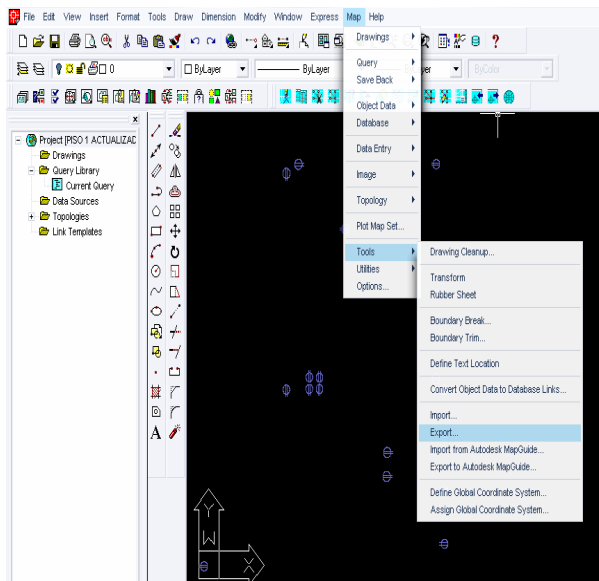 File Edit View Insert Format Tools Draw Dimension Modify Window Express Map Help
0
ByLayer
ByLayer
yer
ByColor
Project [PISO 1 ACTUALIZAD
Drawings
Query Library
Current Query
Data Sources
Topologies
Link Templates
Drawings
Query
Save Back
Object Data
Database
Data Entry
Image
Topology
Plot Map Set...
Tools
Utilities
Options...
Drawing Cleanup...
Transform
Rubber Sheet
Boundary Break...
Boundary Trim...
Define Text Location
Convert Object Data to Database Links...
Import...
Export...
Import from Autodesk MapGuide...
Export to Autodesk MapGuide...
Define Global Coordinate System...
Assign Global Coordinate System...
A
Y
W
X